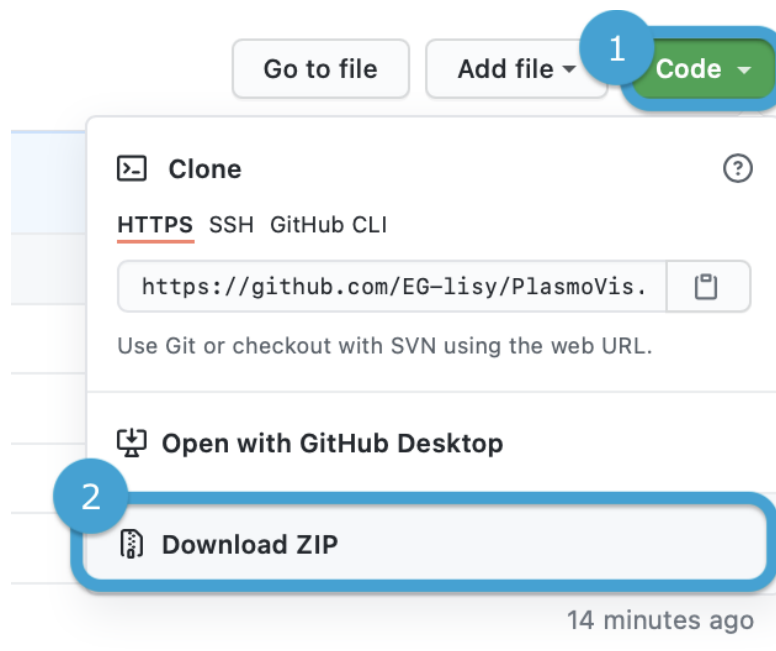 Go to file Add file 1 Code
Clone
HTTPS SSH GitHub CLI
https://github.com/EG-lisy/PlasmoVis.
Use Git or checkout with SVN using the web URL.
Open with GitHub Desktop
2
Download ZIP
14 minutes ago